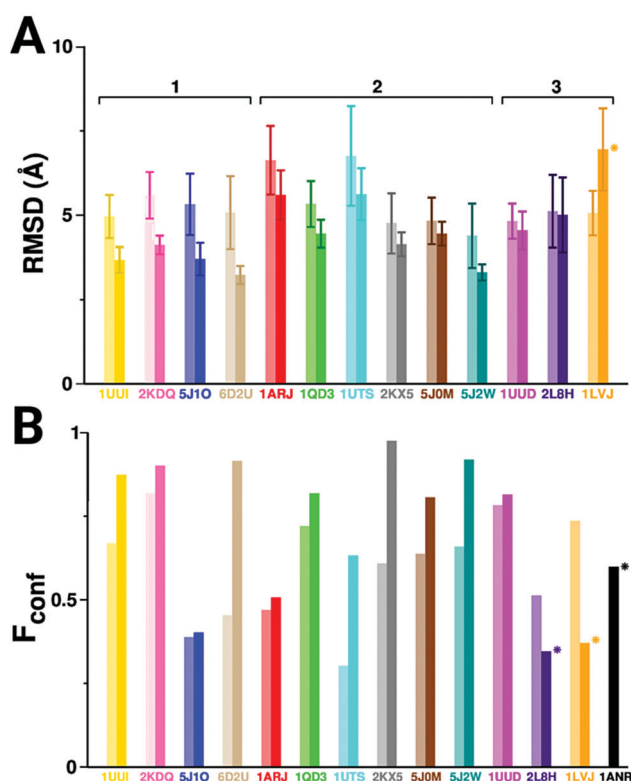 A
10
5
0
RMSD (Å)
1 2 3
*
1UUI 2KDQ 5J1O 6D2U 1ARJ 1QD3 1UTS 2KX5 5J0M 5J2W 1UUD 2L8H 1LVJ
B
1
0.5
0
Fconf
* * *
1UUI 2KDQ 5J1O 6D2U 1ARJ 1QD3 1UTS 2KX5 5J0M 5J2W 1UUD 2L8H 1LVJ 1ANR